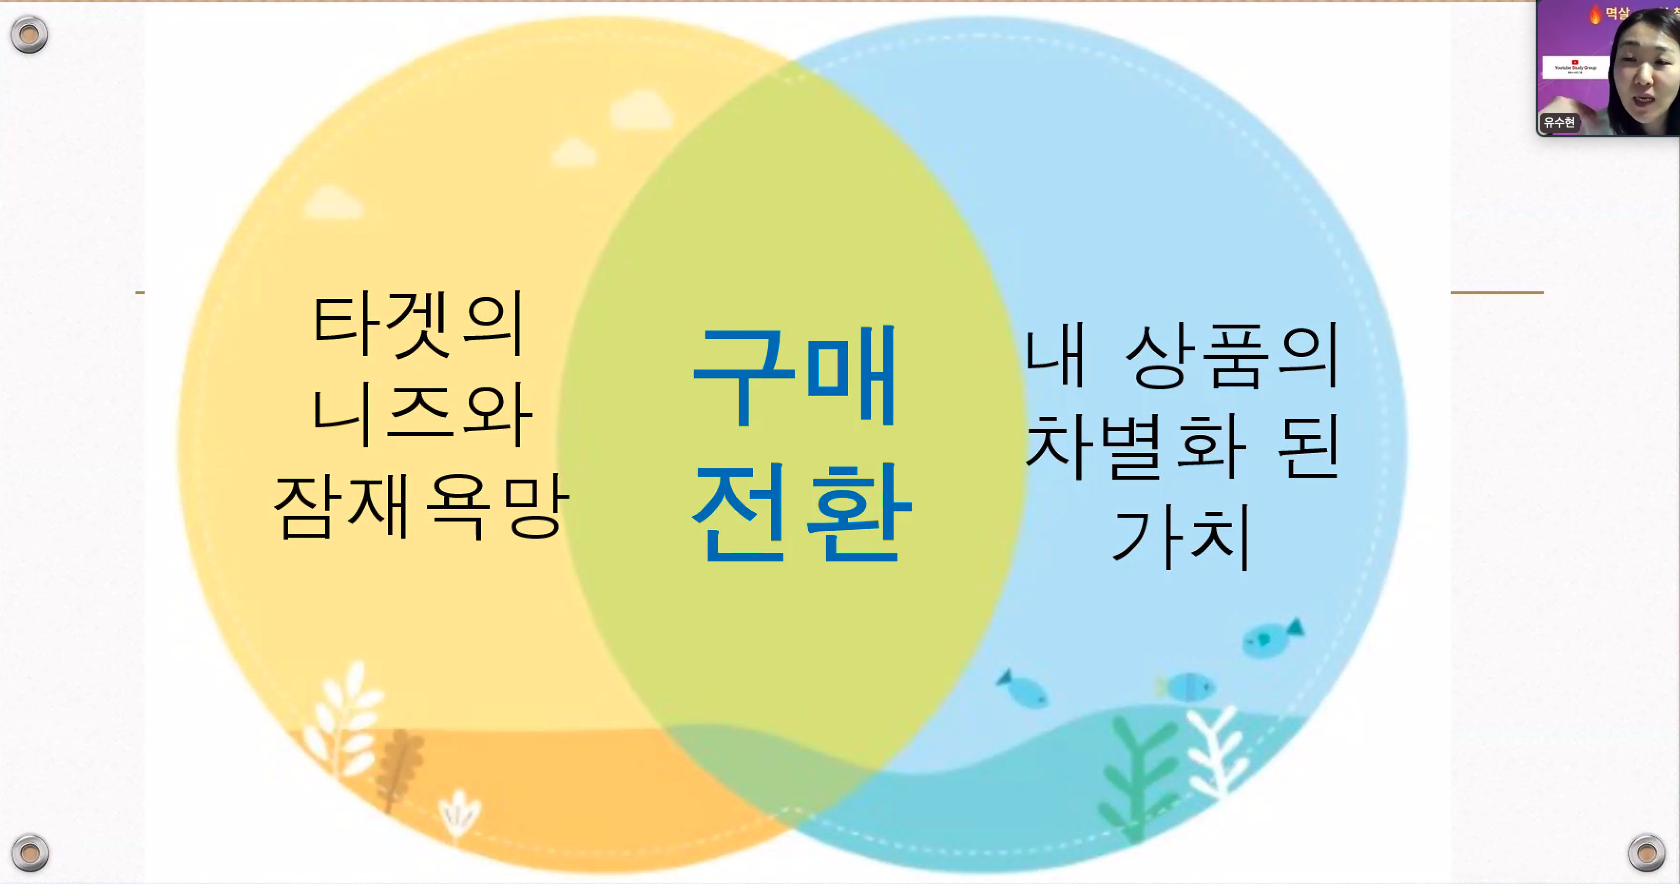 타겟의
니즈와
잠재욕망
구매
전환
내 상품의
차별화 된
가치
멱살
Youtube Study Group
유수현